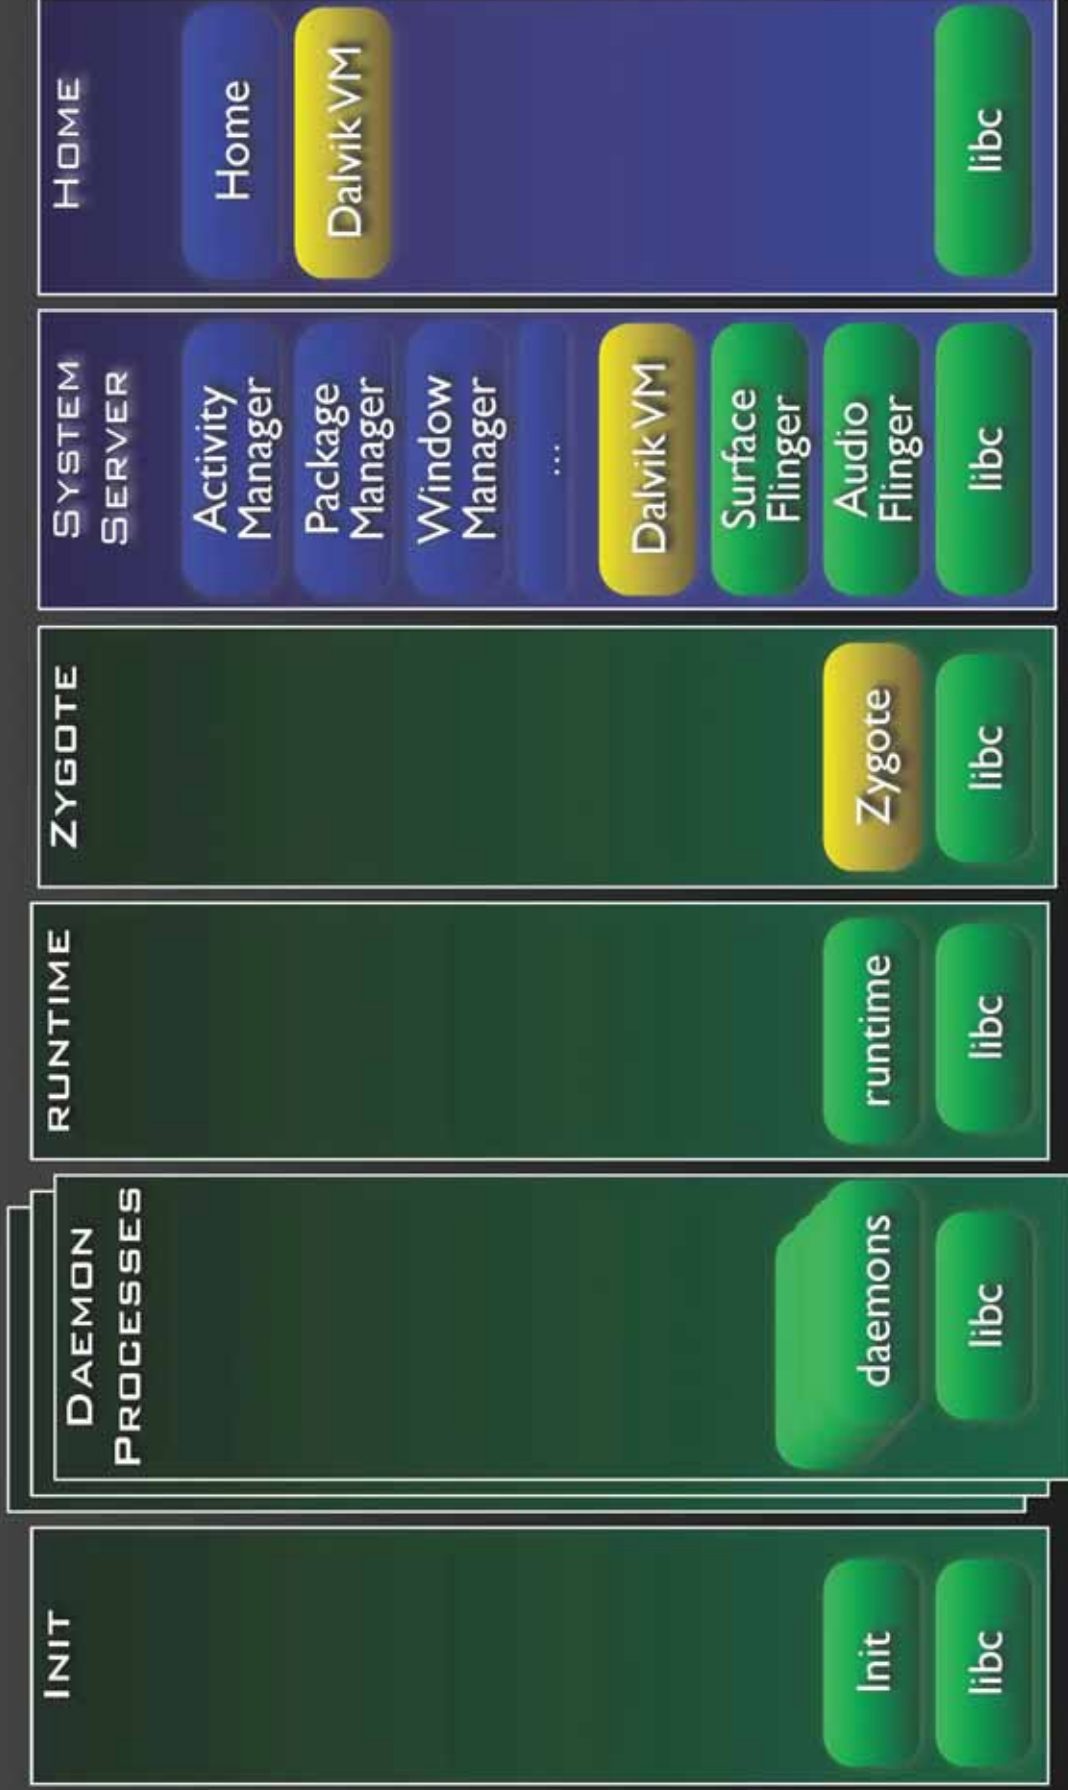 INIT
Init
libc
DAEMON
PROCESSES
daemons
libc
RUNTIME
runtime
libc
ZYGOTE
Zygote
libc
SYSTEM
SERVER
Activity
Manager
Package
Manager
Window
Manager
...
Dalvik VM
Surface
Flinger
Audio
Flinger
libc
HOME
Home
Dalvik VM
libc